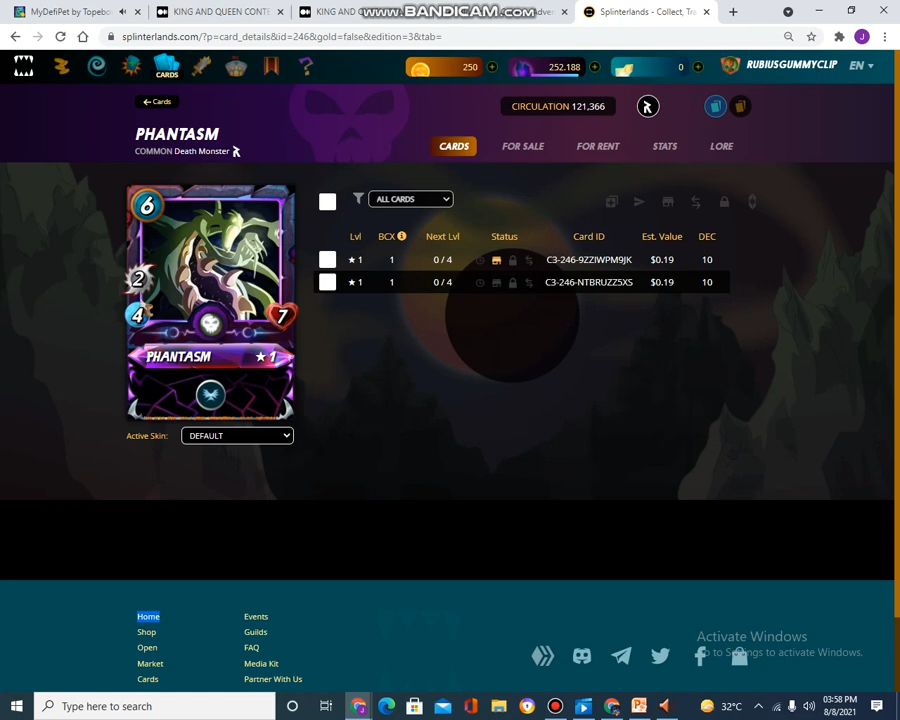 MyDefiPet by Topebo
KING AND QUEEN CONTE
KING AND QU
WWW.BANDICAM.COM
Splinterlands - Collect, Tra
splinterlands.com/?p=card_details&id=246&gold=false&edition=3&tab=
J
CARDS
250
252.188
0
RUBIUSGUMMYCLIP
EN
Cards
CIRCULATION 121,366
PHANTASM
COMMON Death Monster
CARDS
FOR SALE
FOR RENT
STATS
LORE
6
2
4
7
PHANTASM
★ 1
Active Skin:
DEFAULT
ALL CARDS
Lvl BCX Next Lvl Status Card ID Est. Value DEC
★ 1 1 0 / 4 C3-246-9ZZIWPM9JK $0.19 10
★ 1 1 0 / 4 C3-246-NTBRUZZ5XS $0.19 10
Home
Shop
Open
Market
Cards
Events
Guilds
FAQ
Media Kit
Partner With Us
Activate Windows
Go to Settings to activate Windows.
Type here to search
32°C
03:58 PM
8/8/2021